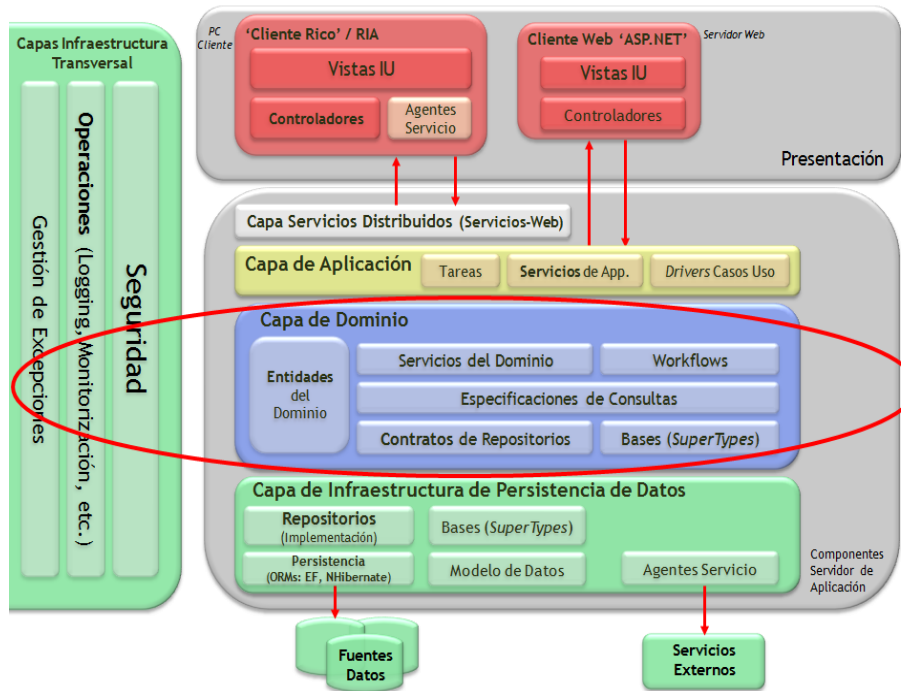 Capas Infraestructura
Transversal
Gestión de Excepciones
Operaciones (Logging, Monitorización, etc.)
Seguridad
PC
Cliente
‘Cliente Rico’ / RIA
Vistas IU
Controladores
Agentes
Servicio
Cliente Web ‘ASP.NET’
Servidor Web
Vistas IU
Controladores
Presentación
Capa Servicios Distribuidos (Servicios-Web)
Capa de Aplicación
Tareas
Servicios de App.
Drivers Casos Uso
Capa de Dominio
Entidades
del
Dominio
Servicios del Dominio
Workflows
Especificaciones de Consultas
Contratos de Repositorios
Bases (SuperTypes)
Capa de Infraestructura de Persistencia de Datos
Repositorios
(Implementación)
Bases (SuperTypes)
Persistencia
(ORMs: EF, NHibernate)
Modelo de Datos
Agentes Servicio
Componentes
Servidor de
Aplicación
Fuentes
Datos
Servicios
Externos